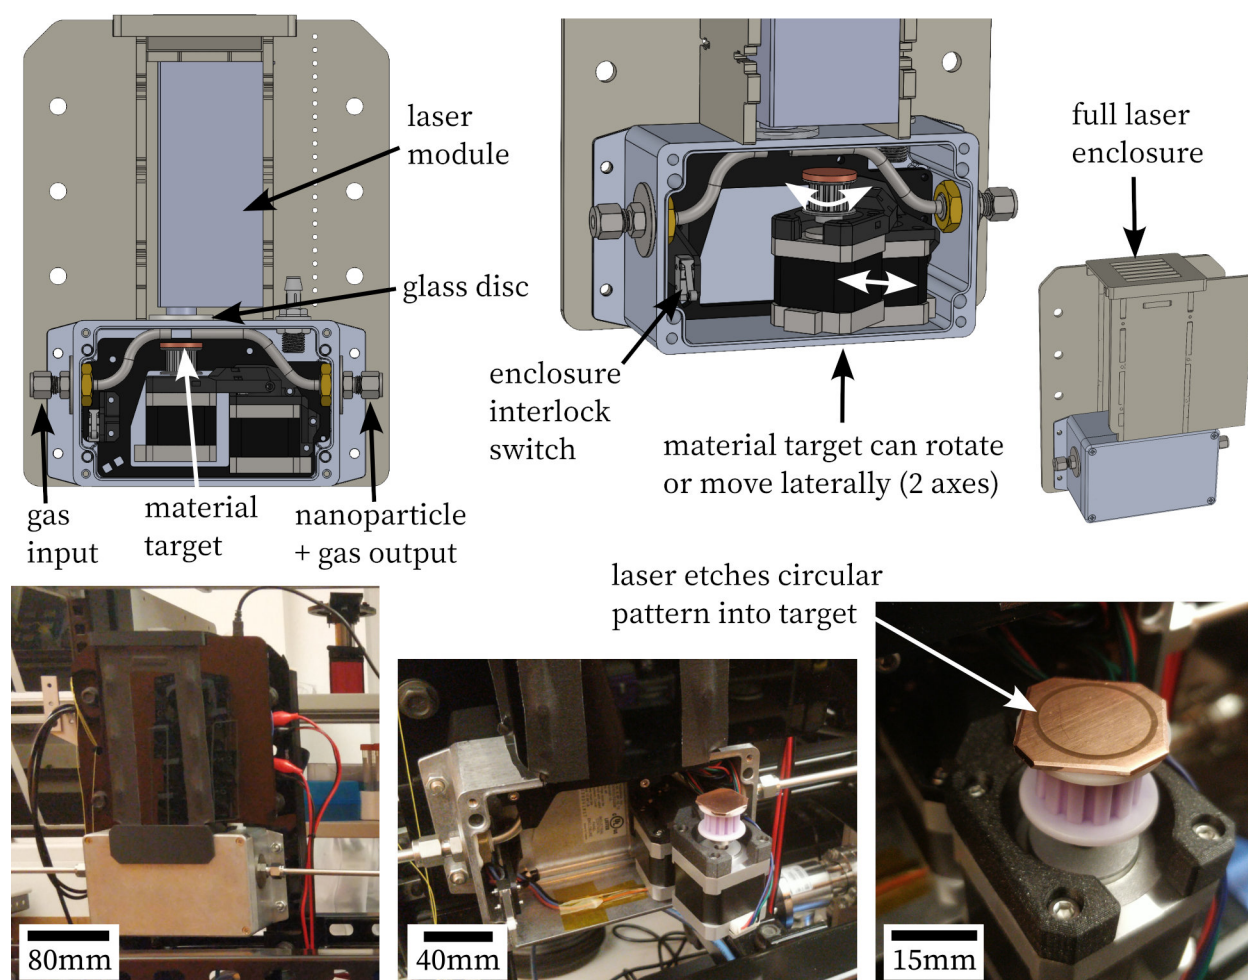 laser
module
glass disc
gas
input
material
target
nanoparticle
+ gas output
enclosure
interlock
switch
material target can rotate
or move laterally (2 axes)
full laser
enclosure
laser etches circular
pattern into target
80mm
40mm
15mm